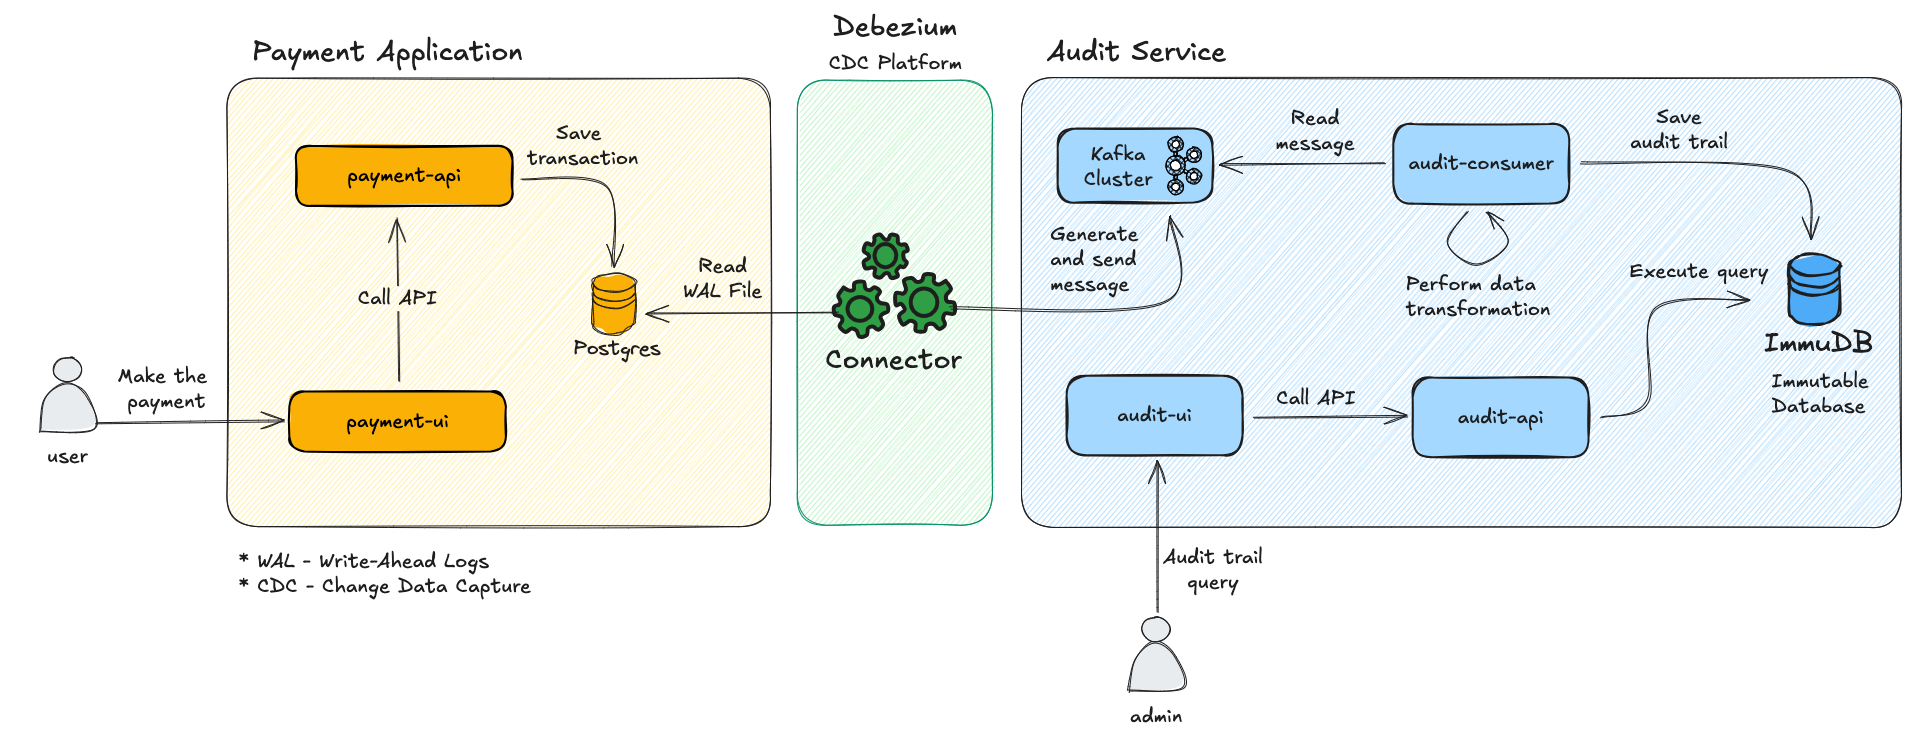 Payment Application
Debezium
CDC Platform
Audit Service
payment-api
Save
transaction
Call API
Postgres
Read
WAL File
Make the
payment
user
payment-ui
Connector
Kafka
Cluster
Read
message
audit-consumer
Save
audit trail
Generate
and send
message
Perform data
transformation
Execute query
ImmuDB
Immutable
Database
audit-ui
Call API
audit-api
* WAL - Write-Ahead Logs
* CDC - Change Data Capture
Audit trail
query
admin